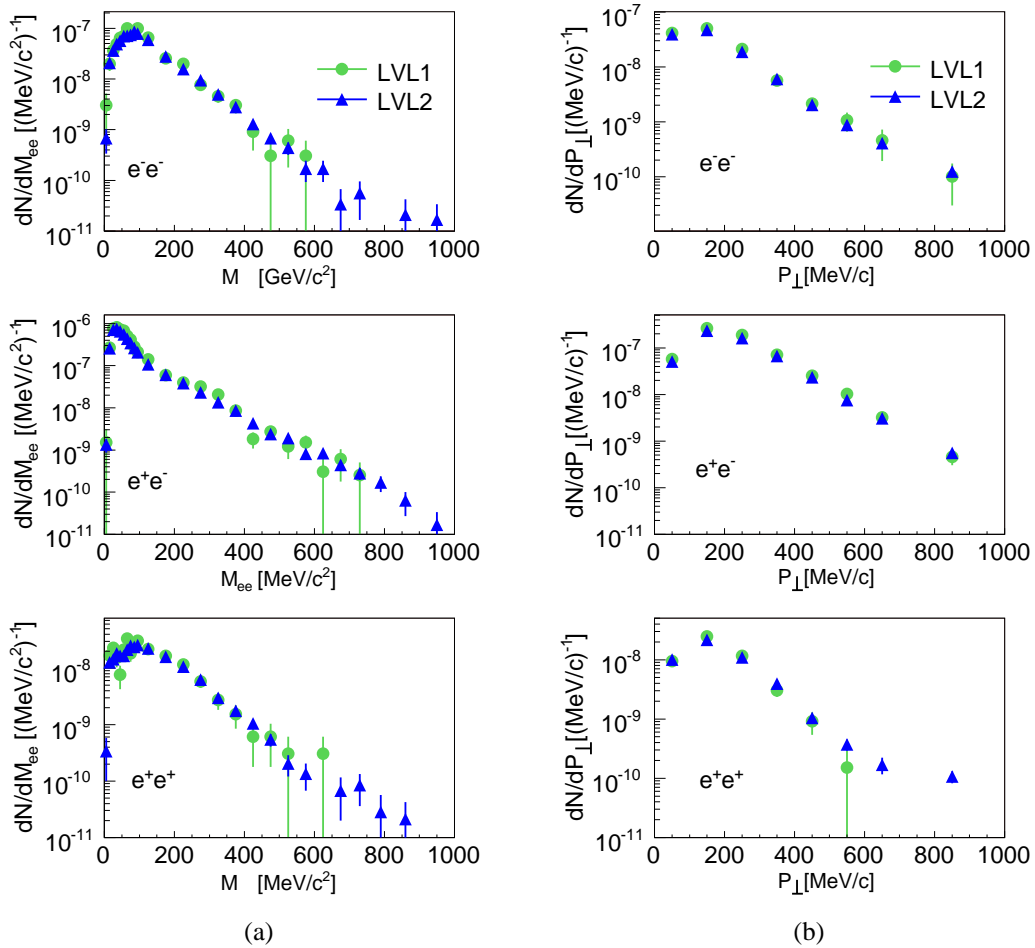 dN/dM_ee [(MeV/c²)⁻¹]
10⁻⁷
10⁻⁸
10⁻⁹
10⁻¹⁰
10⁻¹¹
LVL1
LVL2
e⁻e⁻
0 200 400 600 800 1000
M [GeV/c²]
dN/dP⊥[(MeV/c)⁻¹]
10⁻⁷
10⁻⁸
10⁻⁹
10⁻¹⁰
LVL1
LVL2
e⁻e⁻
0 200 400 600 800 1000
P⊥[MeV/c]
dN/dM_ee [(MeV/c²)⁻¹]
10⁻⁶
10⁻⁷
10⁻⁸
10⁻⁹
10⁻¹⁰
10⁻¹¹
e⁺e⁻
0 200 400 600 800 1000
M_ee [MeV/c²]
dN/dP⊥[(MeV/c)⁻¹]
10⁻⁷
10⁻⁸
10⁻⁹
10⁻¹⁰
10⁻¹¹
e⁺e⁻
0 200 400 600 800 1000
P⊥[MeV/c]
dN/dM_ee [(MeV/c²)⁻¹]
10⁻⁸
10⁻⁹
10⁻¹⁰
10⁻¹¹
e⁺e⁺
0 200 400 600 800 1000
M [MeV/c²]
dN/dP⊥[(MeV/c)⁻¹]
10⁻⁸
10⁻⁹
10⁻¹⁰
10⁻¹¹
e⁺e⁺
0 200 400 600 800 1000
P⊥[MeV/c]
(a)
(b)